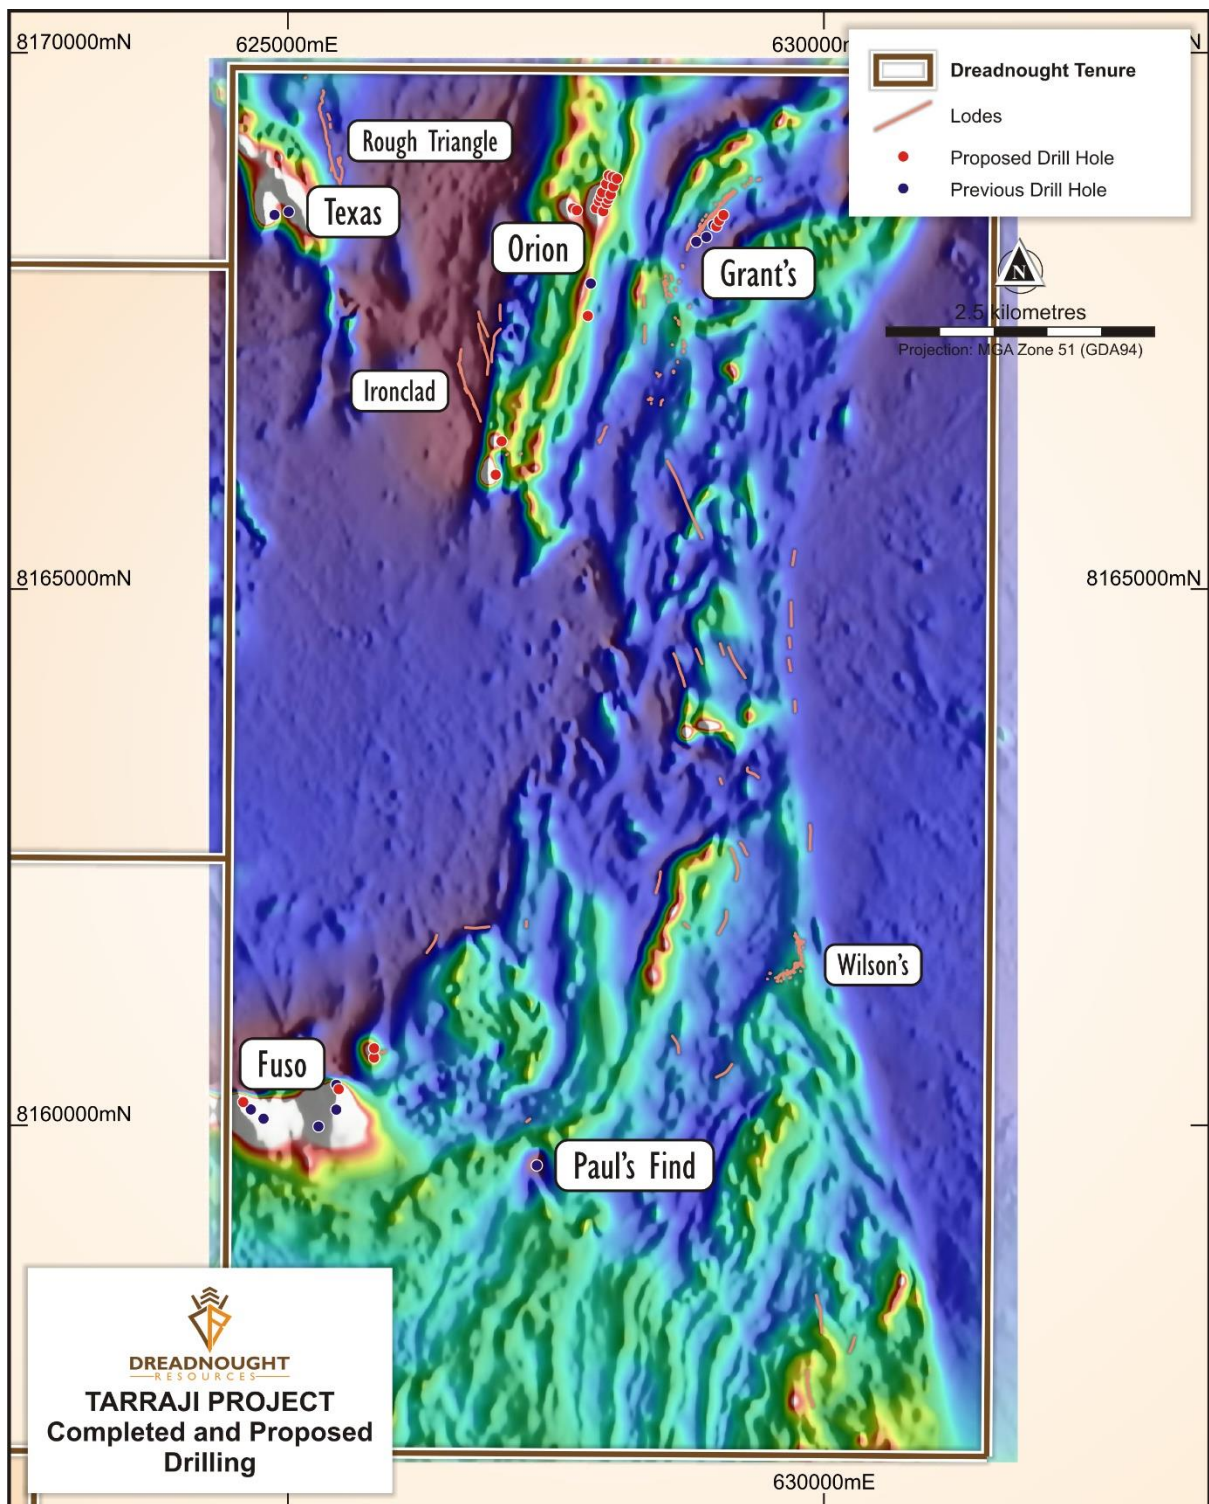 8170000mN
625000mE
630000m
N
Dreadnought Tenure
Lodes
Proposed Drill Hole
Previous Drill Hole
Rough Triangle
Texas
Orion
Grant's
N
2.5 kilometres
Projection: MGA Zone 51 (GDA94)
Ironclad
8165000mN
8165000mN
Wilson's
Fuso
8160000mN
Paul's Find
DREADNOUGHT
RESOURCES
TARRAJI PROJECT
Completed and Proposed
Drilling
630000mE